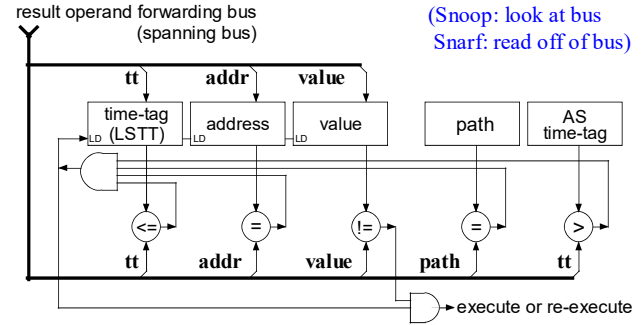 result operand forwarding bus
(spanning bus)
(Snoop: look at bus
Snarf: read off of bus)
tt addr value
time-tag
(LSTT)
address
value
path
AS
time-tag
LD LD LD
<= = != = >
tt addr value path tt
execute or re-execute